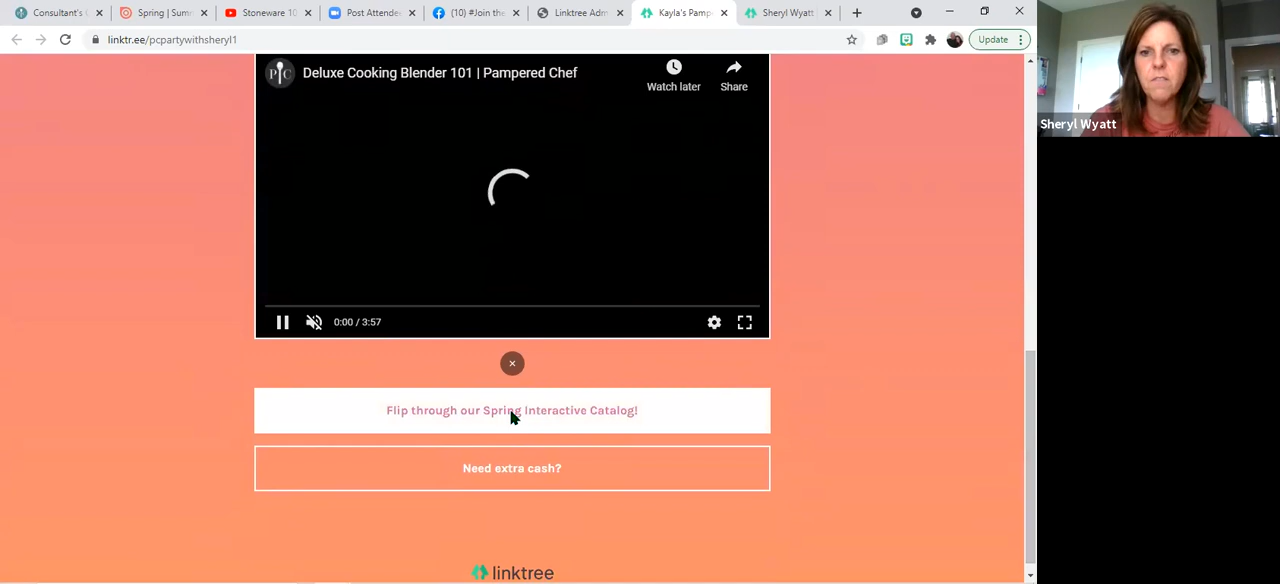 Consultant's C
Spring | Sum
Stoneware 10
Post Attende
(10) #Join the
Linktree Adm
Kayla's Pamp
Sheryl Wyatt
linktr.ee/pcpartywithsheryl1
Update
Deluxe Cooking Blender 101 | Pampered Chef
Watch later
Share
Sheryl Wyatt
0:00 / 3:57
Flip through our Spring Interactive Catalog!
Need extra cash?
linktree